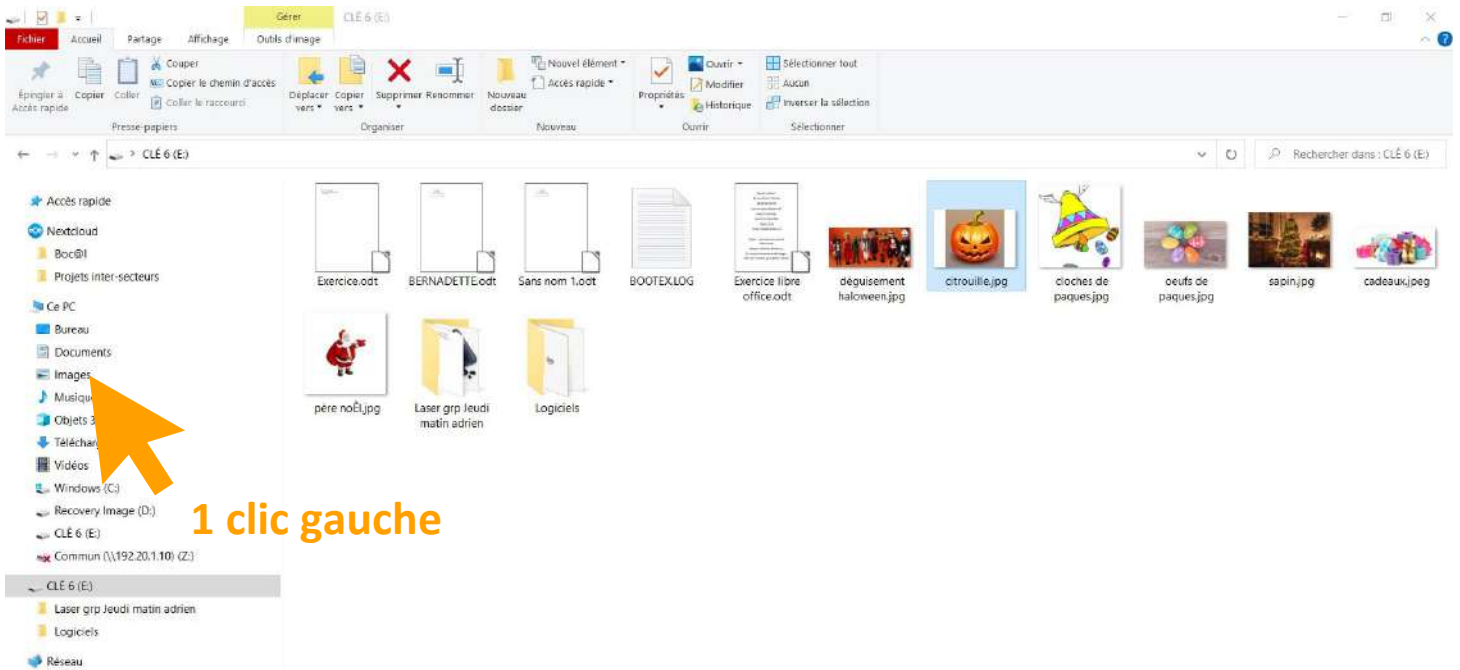 Gérer
CLÉ 6 (E:)
Fichier
Accueil
Partage
Affichage
Outils d'image
Épingler à
Accès rapide
Copier
Coller
Couper
Copier le chemin d'accès
Coller le raccourci
Presse-papiers
Déplacer
vers
Copier
vers
Supprimer
Renommer
Organiser
Nouveau
dossier
Nouvel élément
Accès rapide
Nouveau
Propriétés
Ouvrir
Modifier
Historique
Ouvrir
Sélectionner tout
Aucun
Inverser la sélection
Sélectionner
> CLÉ 6 (E:)
Rechercher dans : CLÉ 6 (E:)
Accès rapide
Nextcloud
Boc@l
Projets inter-secteurs
Ce PC
Bureau
Documents
Images
Musique
Objets 3
Téléchar
Vidéos
Windows (C:)
Recovery Image (D:)
CLÉ 6 (E:)
Commun (\\192.20.1.10) (Z:)
CLÉ 6 (E:)
Laser grp Jeudi matin adrien
Logiciels
Réseau
Exercice.odt
BERNADETTE.odt
Sans nom 1.odt
BOOTEX.LOG
Exercice libre
office.odt
déguisement
haloween.jpg
citrouille.jpg
cloches de
paques.jpg
oeufs de
paques.jpg
sapin.jpg
cadeaux.jpeg
père noÊl.jpg
Laser grp Jeudi
matin adrien
Logiciels
1 clic gauche